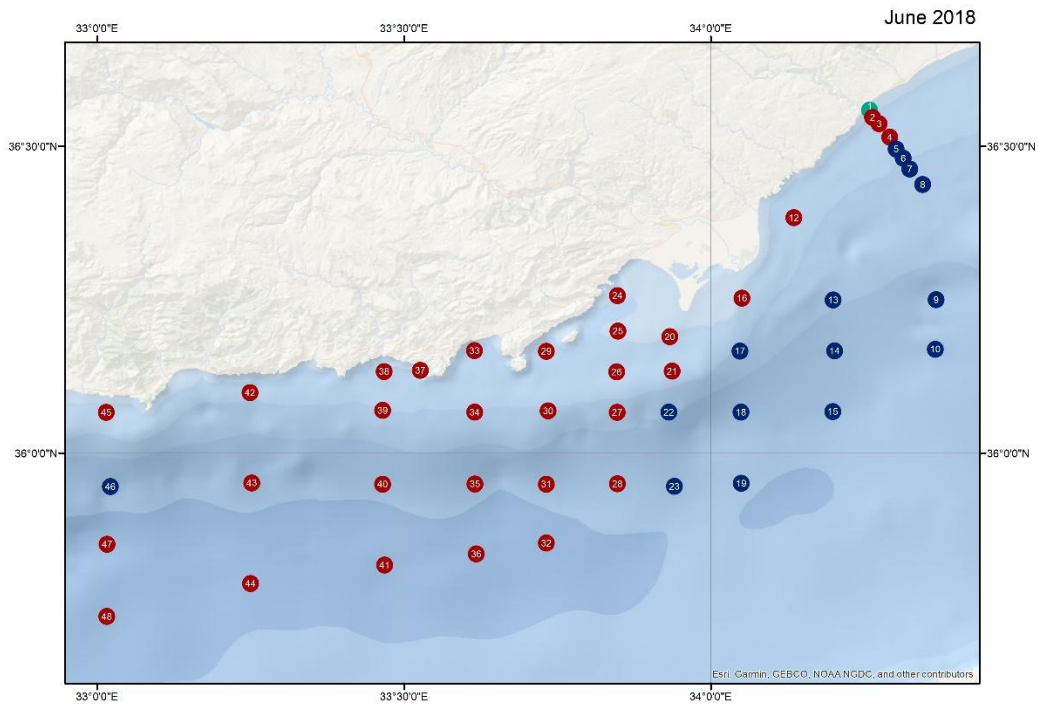 June 2018
33°0'0"E 33°30'0"E 34°0'0"E
1
2
3
36°30'0"N 4 36°30'0"N
5
6
7
8
12
24 16 13 9
25 20
33 29 17 14 10
38 37 26 21
42
45 39 34 30 27 22 18 15
36°0'0"N 36°0'0"N
46 43 40 35 31 28 23 19
47 32
36
41
44
48
Esri, Garmin, GEBCO, NOAA NGDC, and other contributors
33°0'0"E 33°30'0"E 34°0'0"E